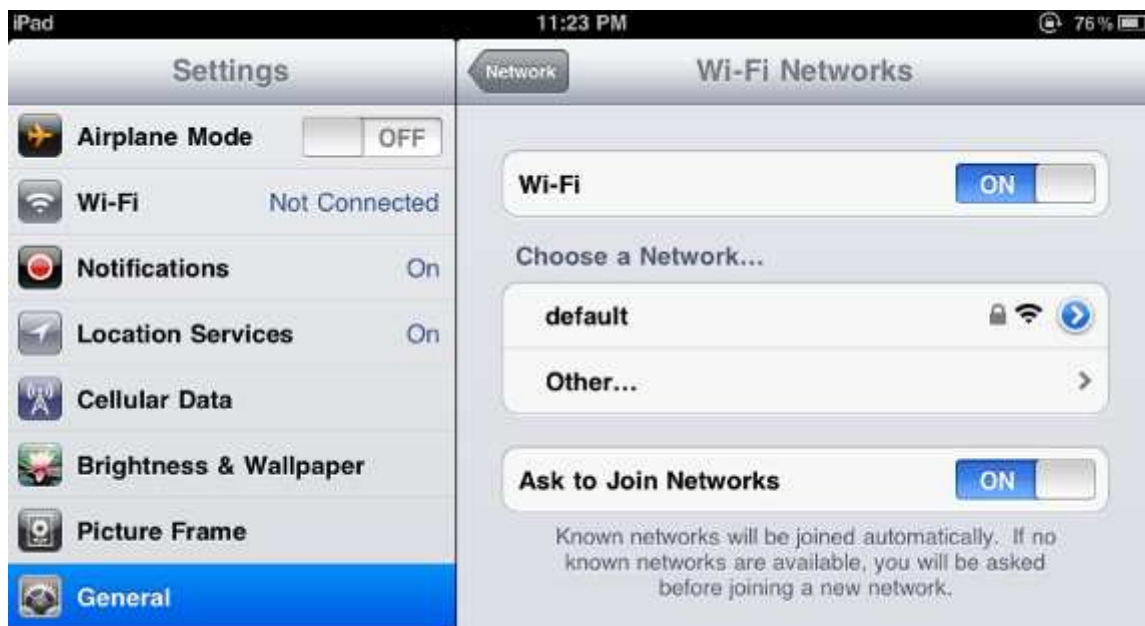 iPad 11:23 PM 76%
Settings
Airplane Mode OFF
Wi-Fi Not Connected
Notifications On
Location Services On
Cellular Data
Brightness & Wallpaper
Picture Frame
General
Network Wi-Fi Networks
Wi-Fi ON
Choose a Network...
default
Other...
Ask to Join Networks ON
Known networks will be joined automatically. If no
known networks are available, you will be asked
before joining a new network.